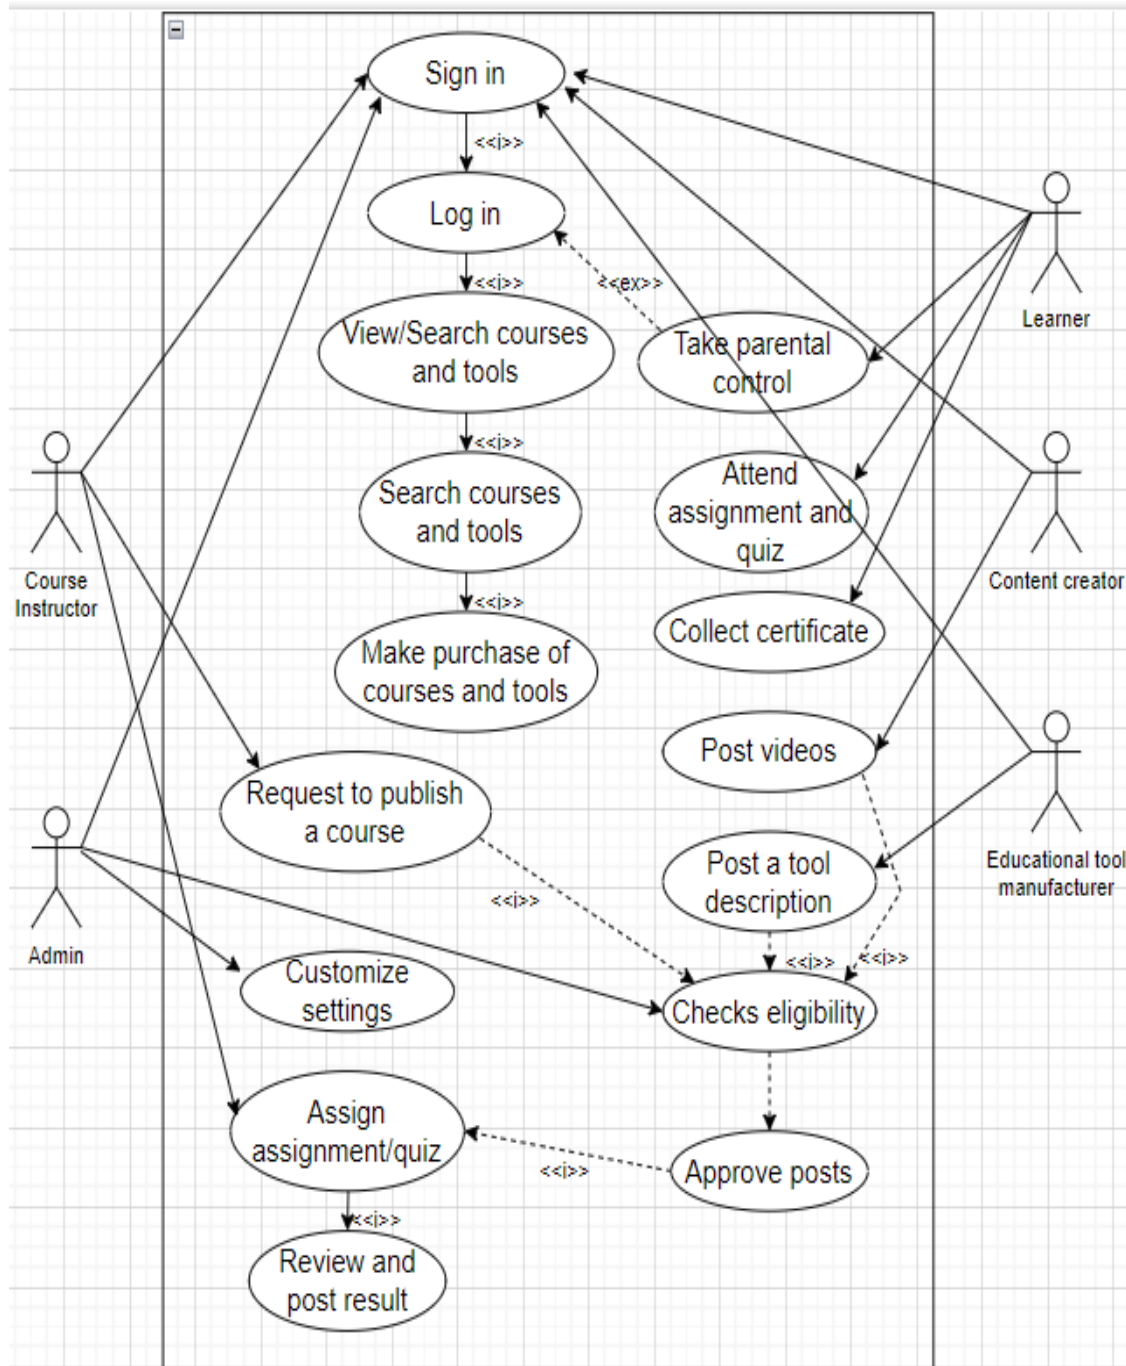 Sign in
<<i>>
Log in
<<i>>
<<ex>>
View/Search courses
and tools
Take parental
control
Learner
<<i>>
Search courses
and tools
Attend
assignment and
quiz
Course
Instructor
Content creator
<<i>>
Collect certificate
Make purchase of
courses and tools
Post videos
Request to publish
a course
Post a tool
description
Educational tool
manufacturer
<<i>>
Admin
<<i>>
<<i>>
Customize
settings
Checks eligibility
Assign
assignment/quiz
<<i>>
Approve posts
<<i>>
Review and
post result